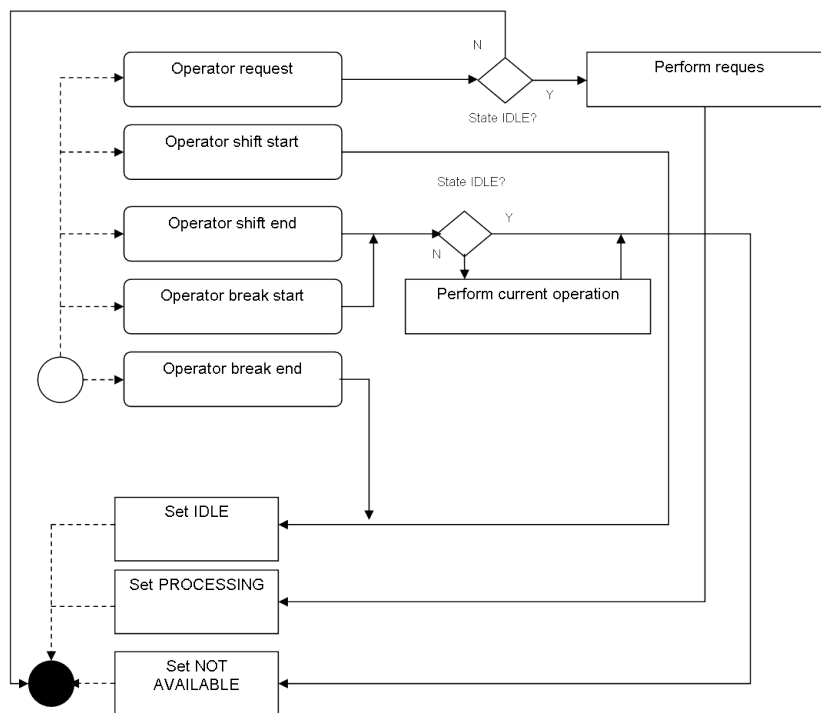 N
Operator request
Perform reques
Y
State IDLE?
Operator shift start
State IDLE?
Operator shift end
Y
N
Operator break start
Perform current operation
Operator break end
Set IDLE
Set PROCESSING
Set NOT
AVAILABLE